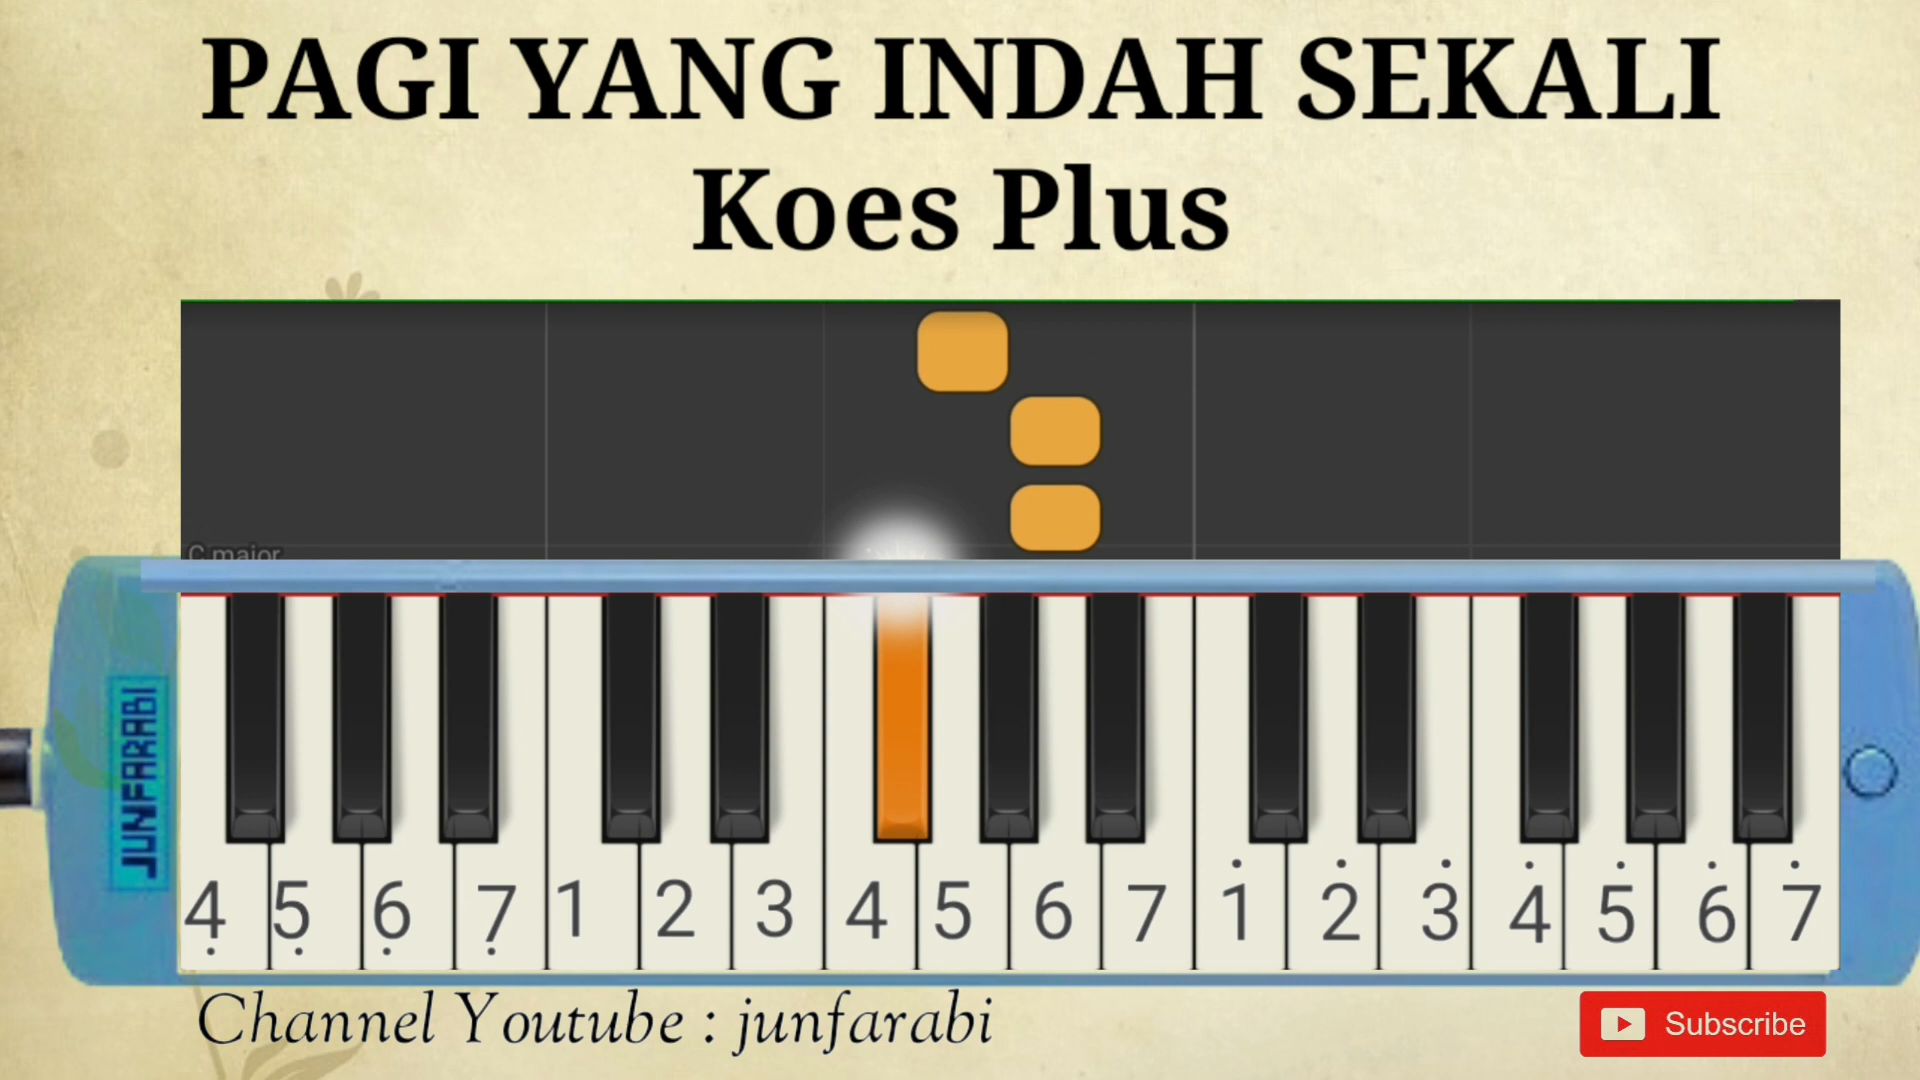 PAGI YANG INDAH SEKALI
Koes Plus
C major
JUNFARABI
4̣ 5̣ 6̣ 7̣ 1 2 3 4 5 6 7 1̇ 2̇ 3̇ 4̇ 5̇ 6̇ 7̇
Channel Youtube : junfarabi
Subscribe